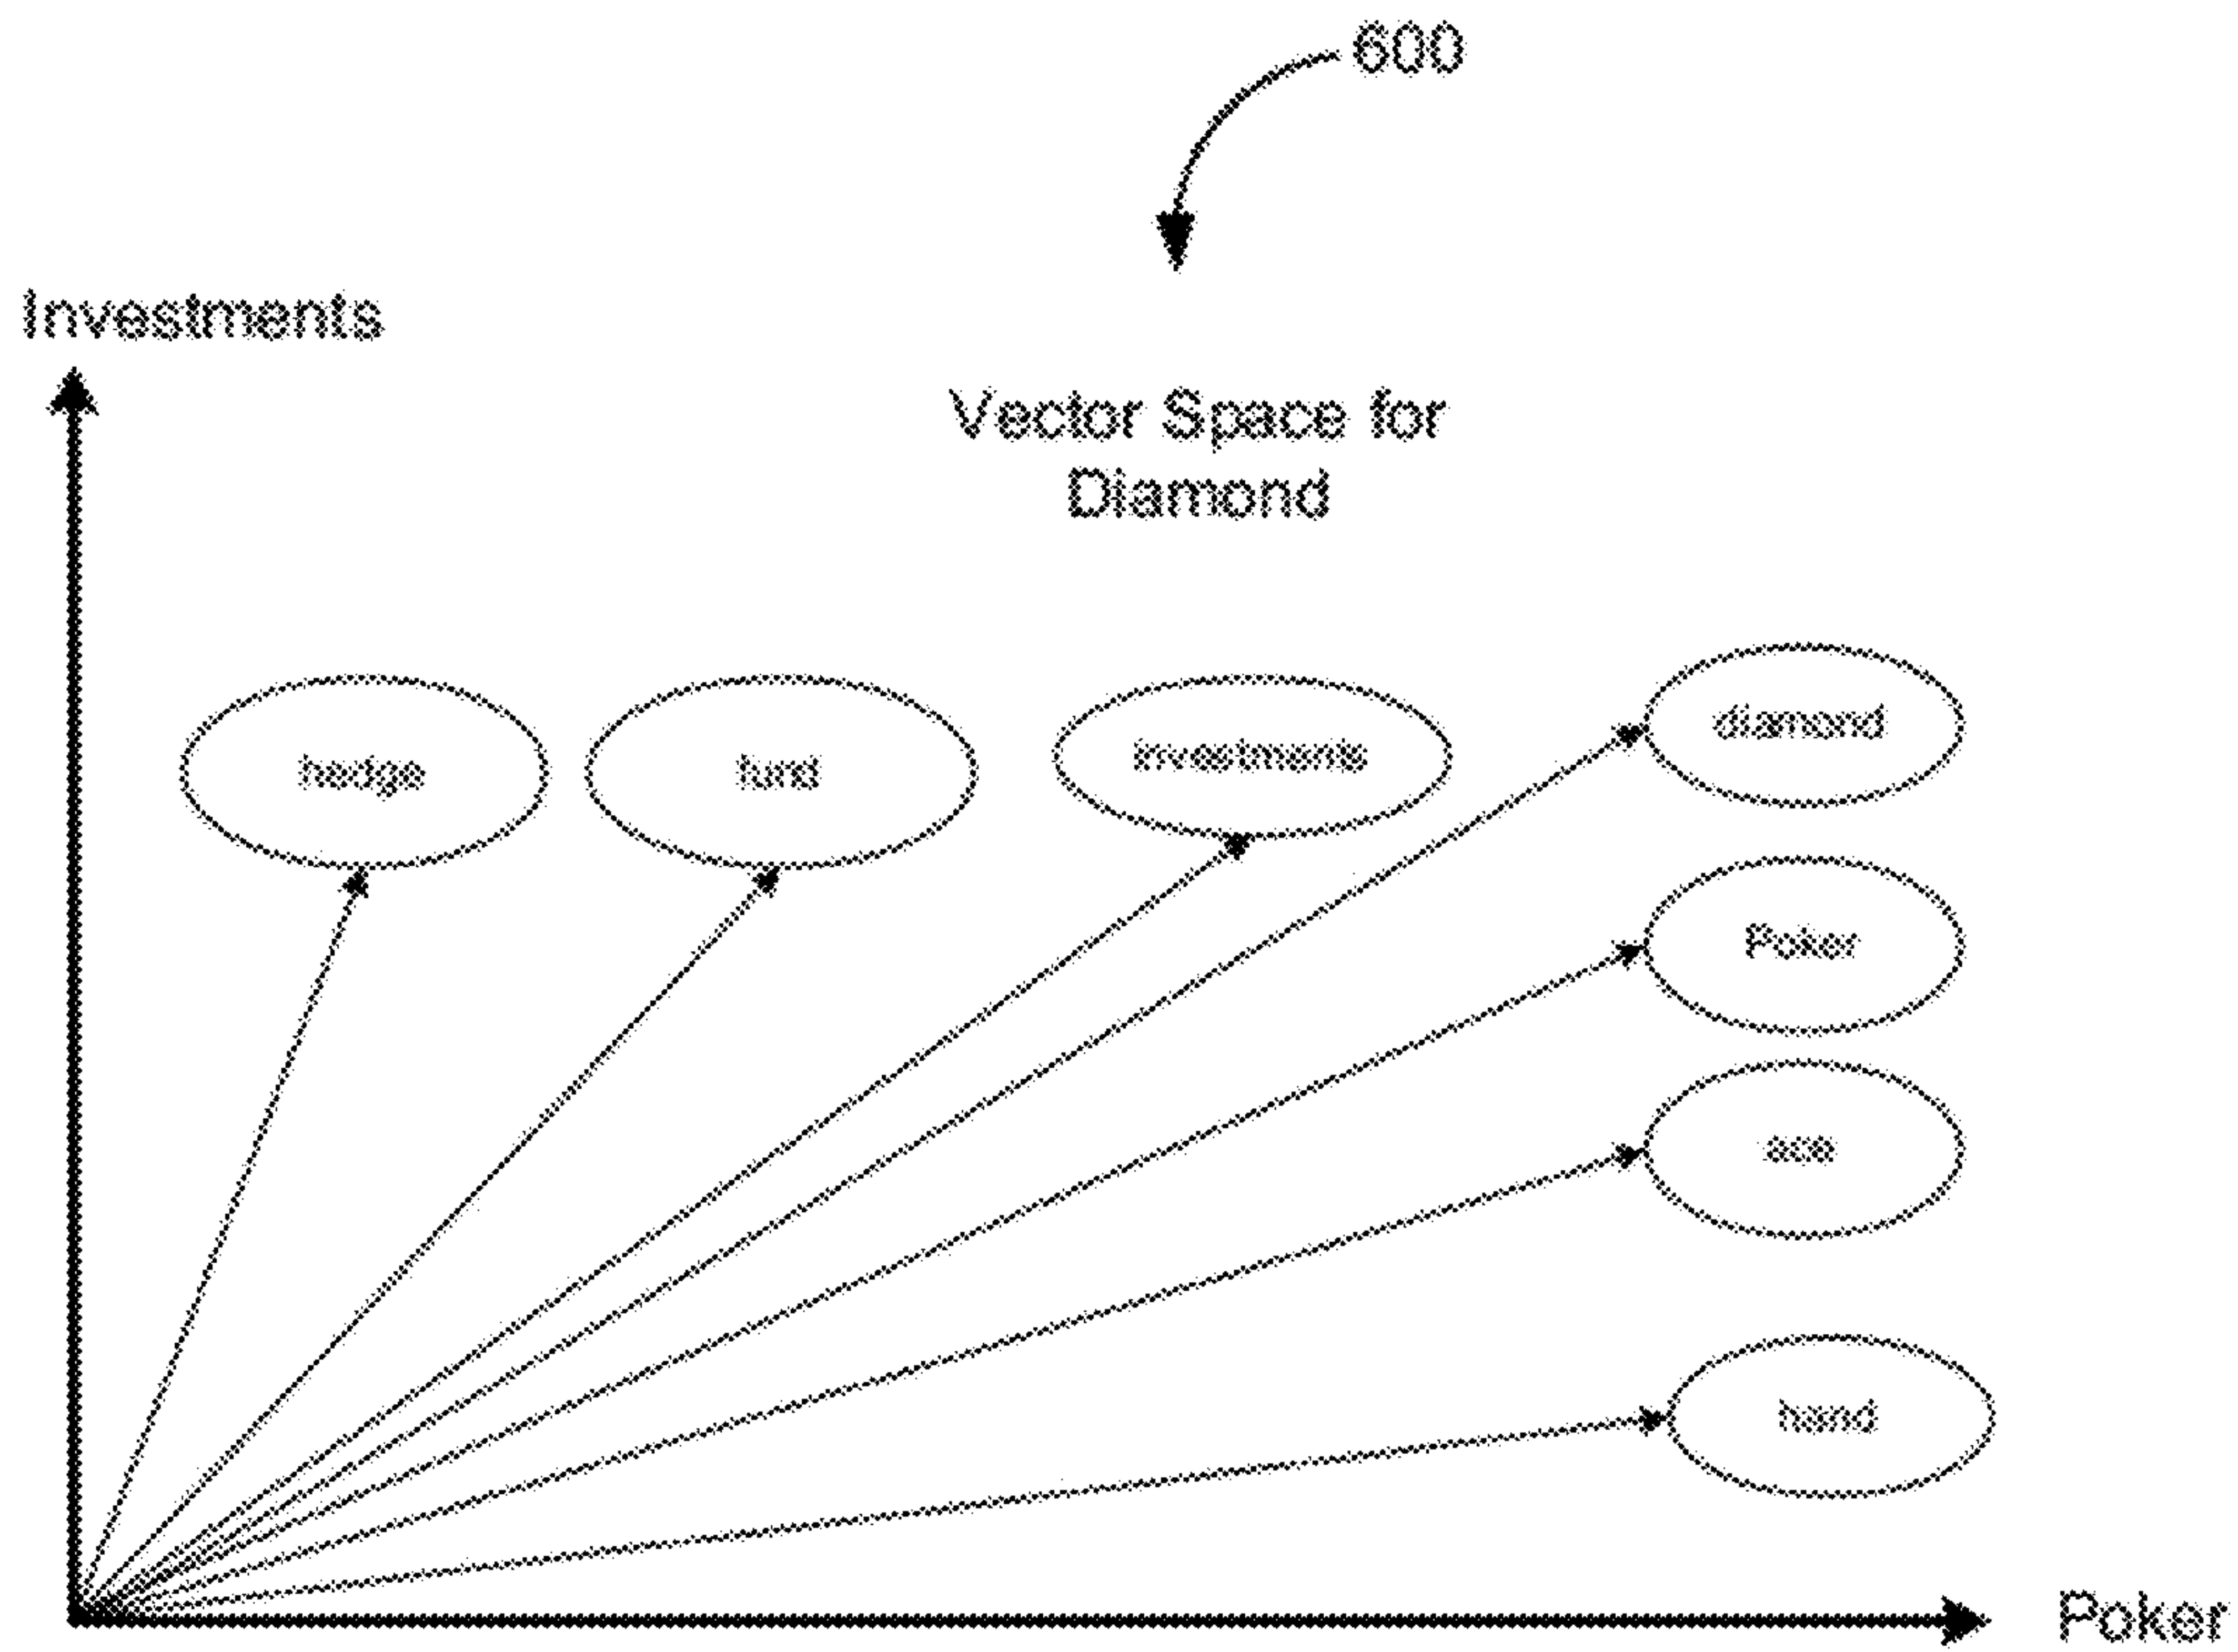 600
Investments
Vector Space for
Diamond
hedge
fund
investments
diamond
Poker
ace
hand
Poker